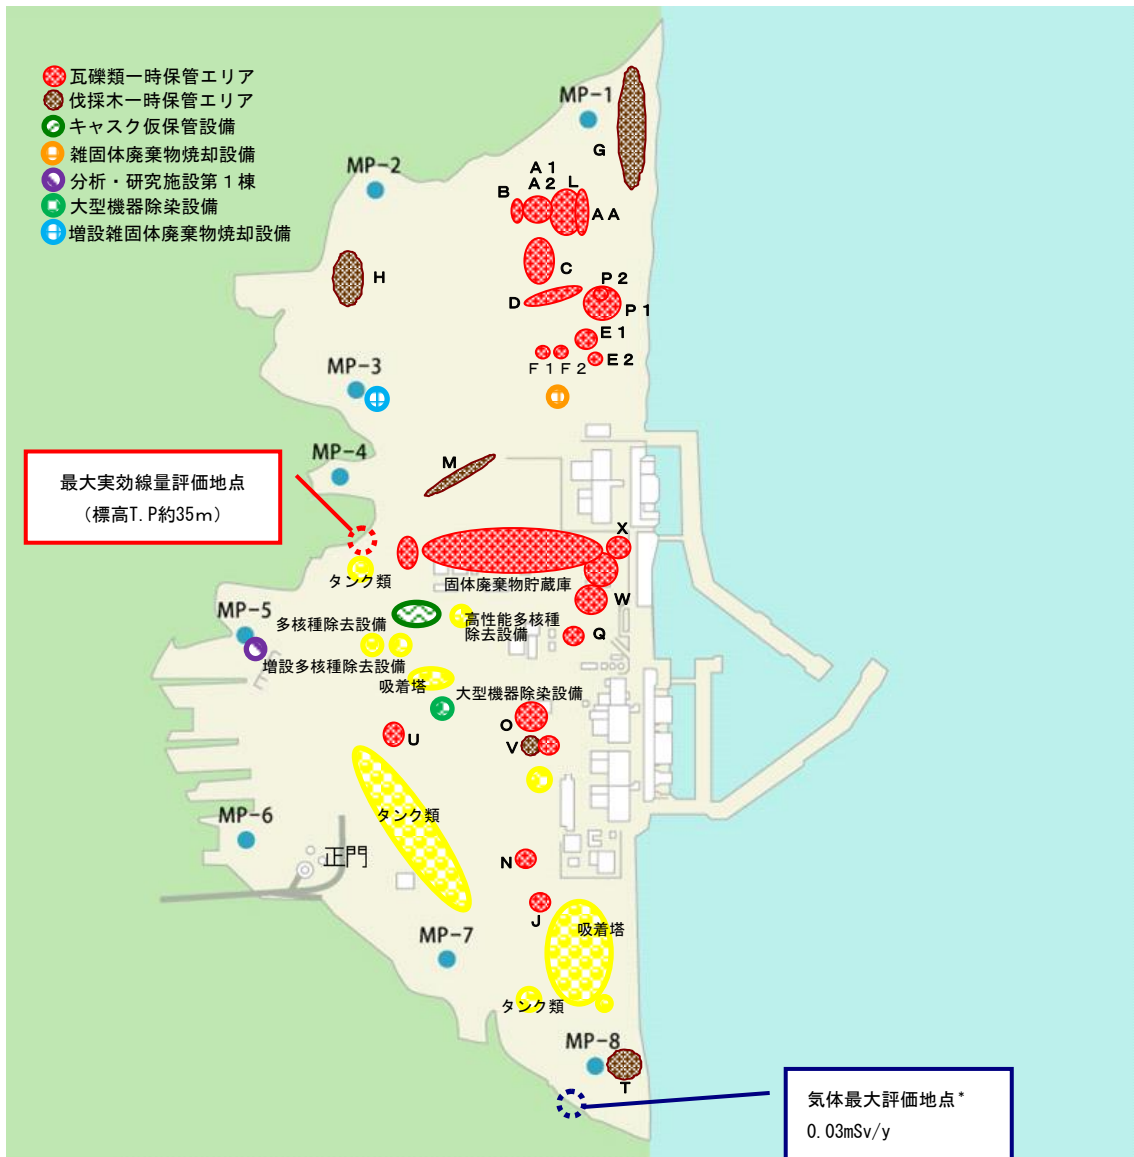 瓦礫類一時保管エリア
伐採木一時保管エリア
キャスク仮保管設備
雑固体廃棄物焼却設備
分析・研究施設第1棟
大型機器除染設備
増設雑固体廃棄物焼却設備
MP-1
G
MP-2
A1
A2
L
B
AA
H
C
P2
D
P1
E1
E2
F1
F2
MP-3
MP-4
M
最大実効線量評価地点
(標高T.P約35m)
X
タンク類
固体廃棄物貯蔵庫
W
MP-5
多核種除去設備
高性能多核種
除去設備
Q
増設多核種除去設備
吸着塔
大型機器除染設備
O
U
V
タンク類
MP-6
正門
N
J
吸着塔
MP-7
タンク類
MP-8
T
気体最大評価地点*
0.03mSv/y